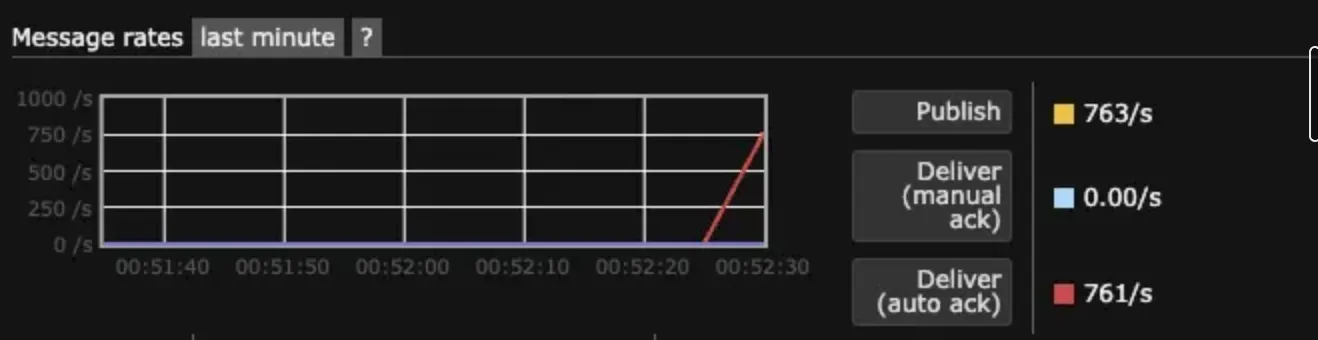 Message rates last minute ?
1000 /s
750 /s
500 /s
250 /s
0 /s
00:51:40 00:51:50 00:52:00 00:52:10 00:52:20 00:52:30
Publish
763/s
Deliver
(manual
ack)
0.00/s
Deliver
(auto ack)
761/s